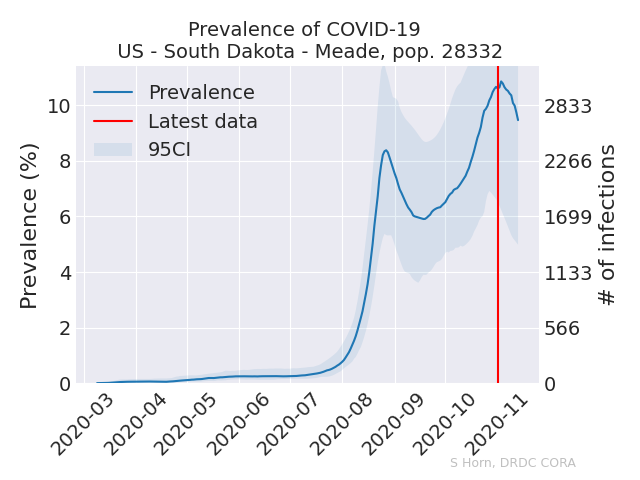 Prevalence of COVID-19
US - South Dakota - Meade, pop. 28332
Prevalence
Latest data
95CI
Prevalence (%)
10
8
6
4
2
0
2833
2266
1699
1133
566
0
# of infections
2020-03
2020-04
2020-05
2020-06
2020-07
2020-08
2020-09
2020-10
2020-11
S Horn, DRDC CORA